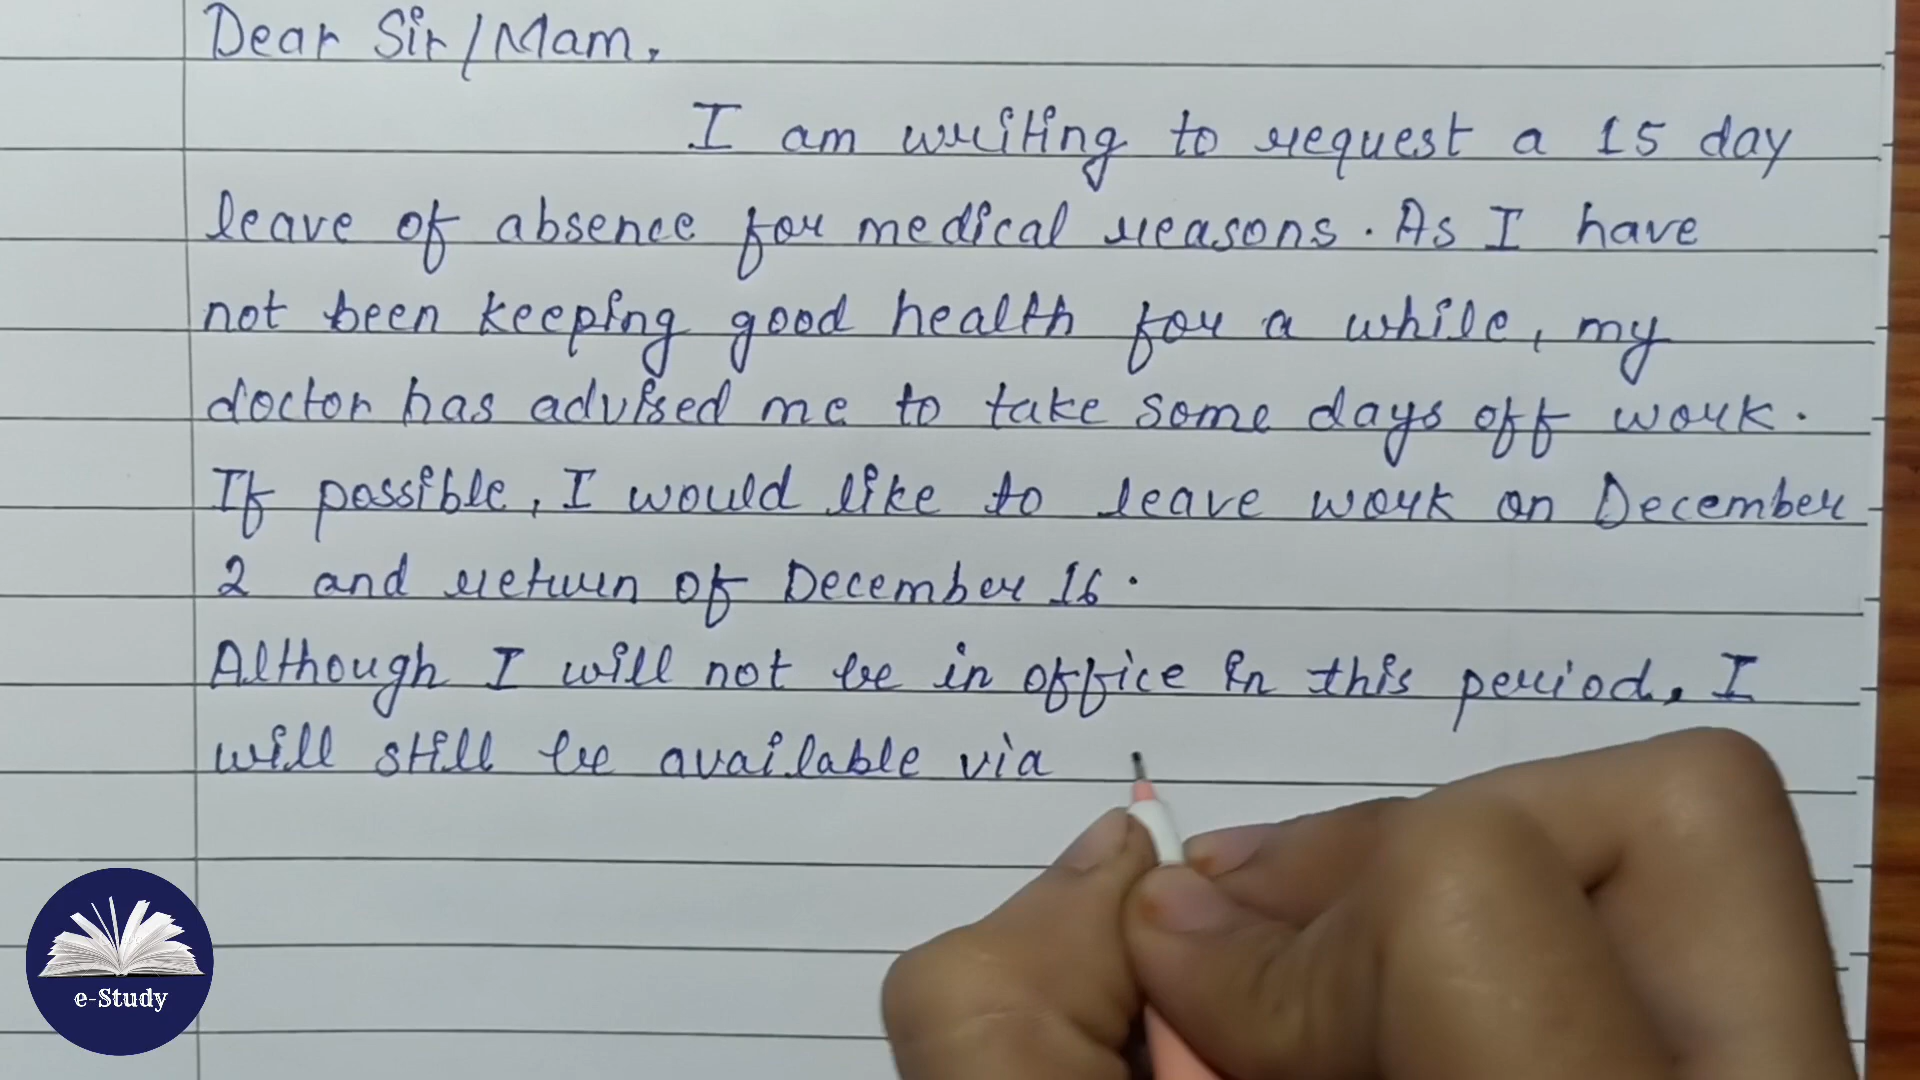 Dear Sir/Mam,
I am writing to request a 15 day
leave of absence for medical reasons. As I have
not been keeping good health for a while, my
doctor has advised me to take some days off work.
If possible, I would like to leave work on December
2 and return of December 16.
Although I will not be in office in this period, I
will still be available via
e-Study